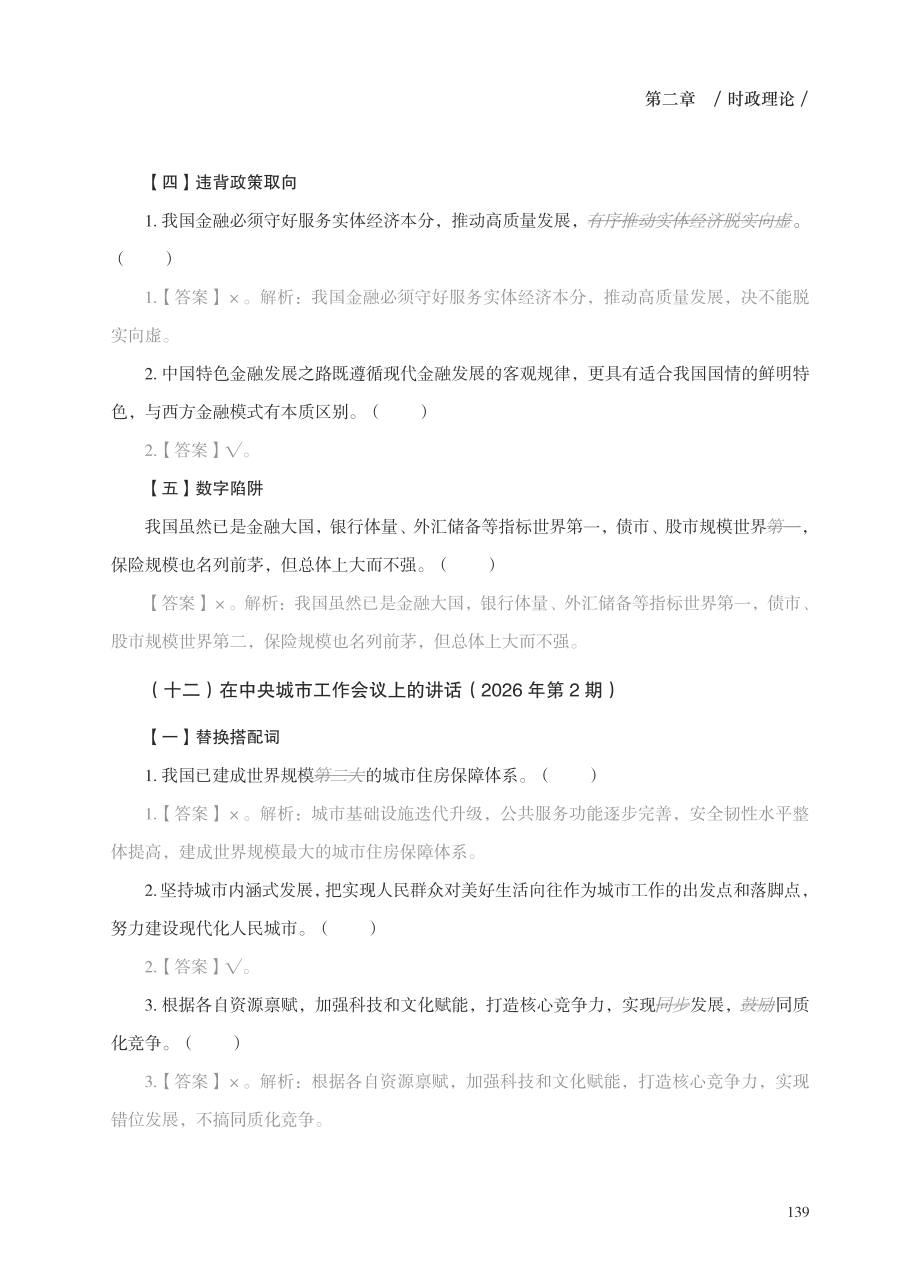 第二章 / 时政理论 /
【四】违背政策取向
1. 我国金融必须守好服务实体经济本分，推动高质量发展，有序推动实体经济脱实向虚。
（　　）
1.【答案】×。解析：我国金融必须守好服务实体经济本分，推动高质量发展，决不能脱
实向虚。
2. 中国特色金融发展之路既遵循现代金融发展的客观规律，更具有适合我国国情的鲜明特
色，与西方金融模式有本质区别。（　　）
2.【答案】√。
【五】数字陷阱
我国虽然已是金融大国，银行体量、外汇储备等指标世界第一，债市、股市规模世界第一，
保险规模也名列前茅，但总体上大而不强。（　　）
【答案】×。解析：我国虽然已是金融大国，银行体量、外汇储备等指标世界第一，债市、
股市规模世界第二，保险规模也名列前茅，但总体上大而不强。
（十二）在中央城市工作会议上的讲话（2026 年第 2 期）
【一】替换搭配词
1. 我国已建成世界规模第二大的城市住房保障体系。（　　）
1.【答案】×。解析：城市基础设施迭代升级，公共服务功能逐步完善，安全韧性水平整
体提高，建成世界规模最大的城市住房保障体系。
2. 坚持城市内涵式发展，把实现人民群众对美好生活向往作为城市工作的出发点和落脚点，
努力建设现代化人民城市。（　　）
2.【答案】√。
3. 根据各自资源禀赋，加强科技和文化赋能，打造核心竞争力，实现同步发展，鼓励同质
化竞争。（　　）
3.【答案】×。解析：根据各自资源禀赋，加强科技和文化赋能，打造核心竞争力，实现
错位发展，不搞同质化竞争。
139